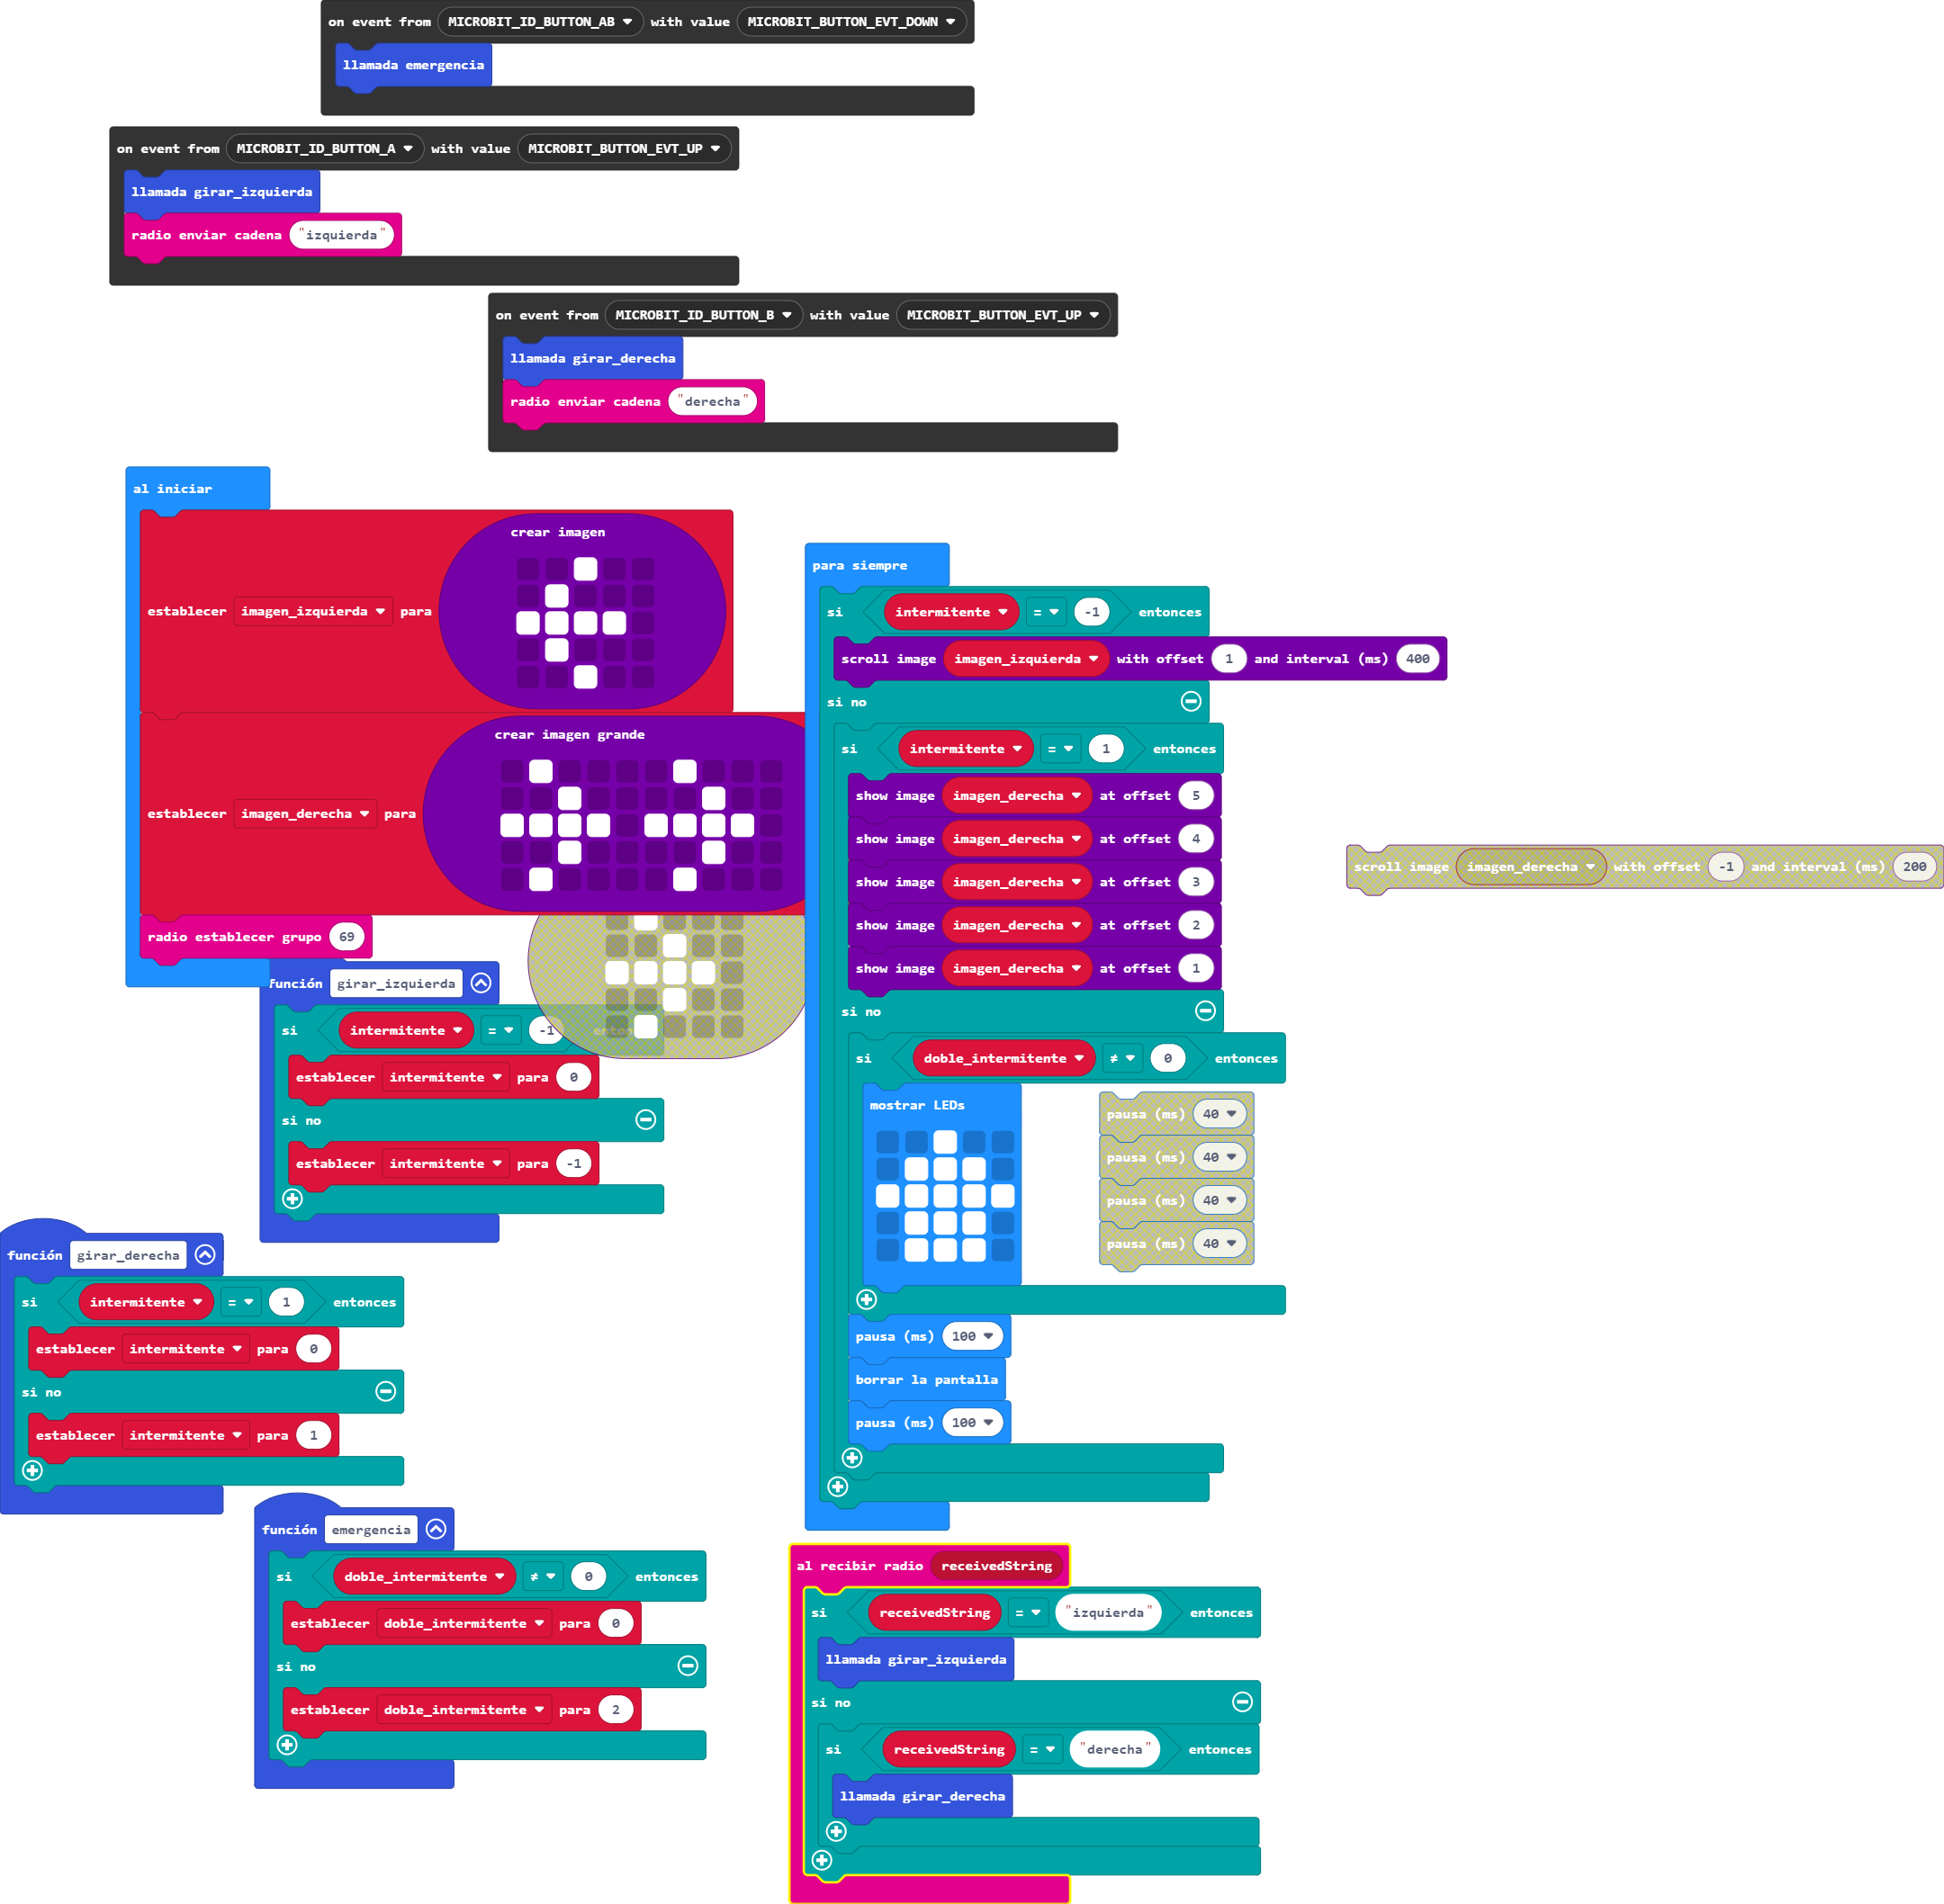 on event from MICROBIT_ID_BUTTON_AB with value MICROBIT_BUTTON_EVT_DOWN
llamada emergencia
on event from MICROBIT_ID_BUTTON_A with value MICROBIT_BUTTON_EVT_UP
llamada girar_izquierda
radio enviar cadena "izquierda"
on event from MICROBIT_ID_BUTTON_B with value MICROBIT_BUTTON_EVT_UP
llamada girar_derecha
radio enviar cadena "derecha"
al iniciar
crear imagen
establecer imagen_izquierda para
crear imagen grande
establecer imagen_derecha para
radio establecer grupo 69
función girar_izquierda
si intermitente = -1
establecer intermitente para 0
si no
establecer intermitente para -1
función girar_derecha
si intermitente = 1 entonces
establecer intermitente para 0
si no
establecer intermitente para 1
función emergencia
si doble_intermitente ≠ 0 entonces
establecer doble_intermitente para 0
si no
establecer doble_intermitente para 2
para siempre
si intermitente = -1 entonces
scroll image imagen_izquierda with offset 1 and interval (ms) 400
si no
si intermitente = 1 entonces
show image imagen_derecha at offset 5
show image imagen_derecha at offset 4
show image imagen_derecha at offset 3
show image imagen_derecha at offset 2
show image imagen_derecha at offset 1
si no
si doble_intermitente ≠ 0 entonces
mostrar LEDs
pausa (ms) 100
borrar la pantalla
pausa (ms) 100
scroll image imagen_derecha with offset -1 and interval (ms) 200
pausa (ms) 40
pausa (ms) 40
pausa (ms) 40
pausa (ms) 40
al recibir radio receivedString
si receivedString = "izquierda" entonces
llamada girar_izquierda
si no
si receivedString = "derecha" entonces
llamada girar_derecha